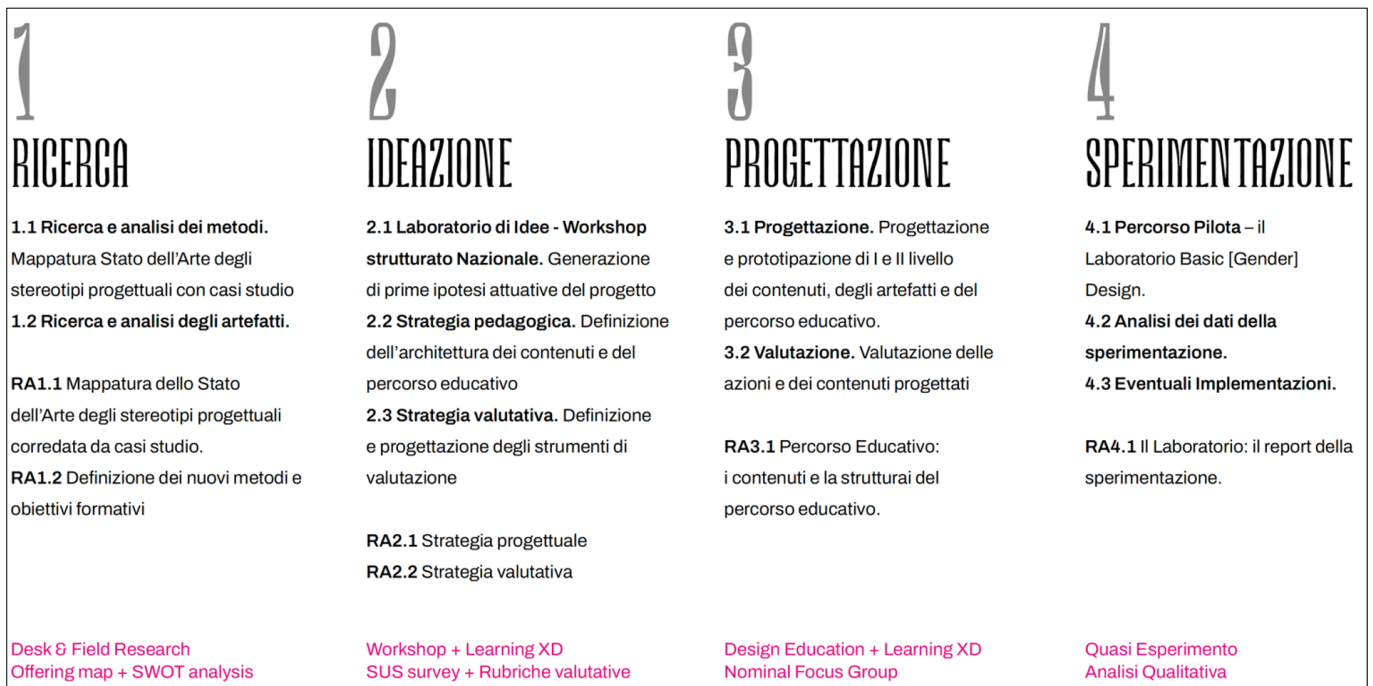 1
RICERCA
1.1 Ricerca e analisi dei metodi.
Mappatura Stato dell'Arte degli
stereotipi progettuali con casi studio
1.2 Ricerca e analisi degli artefatti.
RA1.1 Mappatura dello Stato
dell'Arte degli stereotipi progettuali
corredata da casi studio.
RA1.2 Definizione dei nuovi metodi e
obiettivi formativi
Desk & Field Research
Offering map + SWOT analysis
2
IDEAZIONE
2.1 Laboratorio di Idee - Workshop
strutturato Nazionale. Generazione
di prime ipotesi attuative del progetto
2.2 Strategia pedagogica. Definizione
dell'architettura dei contenuti e del
percorso educativo
2.3 Strategia valutativa. Definizione
e progettazione degli strumenti di
valutazione
RA2.1 Strategia progettuale
RA2.2 Strategia valutativa
Workshop + Learning XD
SUS survey + Rubriche valutative
3
PROGETTAZIONE
3.1 Progettazione. Progettazione
e prototipazione di I e II livello
dei contenuti, degli artefatti e del
percorso educativo.
3.2 Valutazione. Valutazione delle
azioni e dei contenuti progettati
RA3.1 Percorso Educativo:
i contenuti e la strutturai del
percorso educativo.
Design Education + Learning XD
Nominal Focus Group
4
SPERIMENTAZIONE
4.1 Percorso Pilota – il
Laboratorio Basic [Gender]
Design.
4.2 Analisi dei dati della
sperimentazione.
4.3 Eventuali Implementazioni.
RA4.1 Il Laboratorio: il report della
sperimentazione.
Quasi Esperimento
Analisi Qualitativa